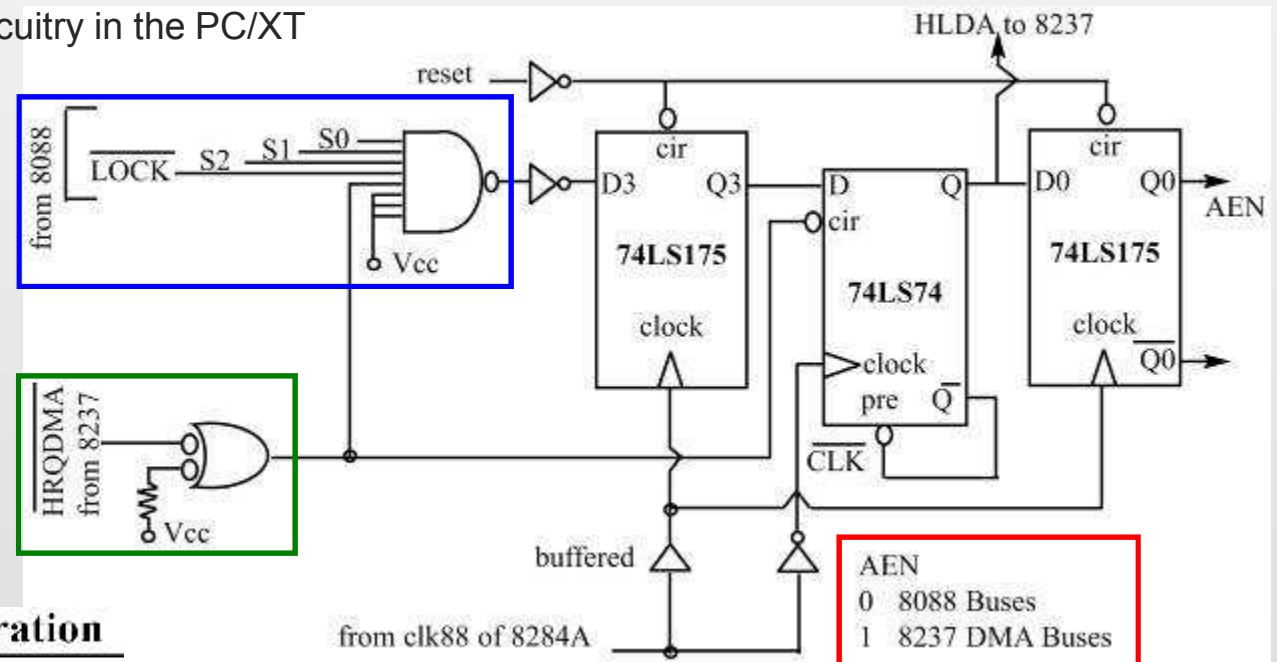 cuitry in the PC/XT
HLDA to 8237
reset
from 8088
LOCK
S2
S1
S0
Vcc
cir
D3
Q3
74LS175
clock
D
Q
cir
74LS74
clock
pre
Q
CLK
cir
D0
Q0
AEN
74LS175
clock
Q0
HRQDMA
from 8237
Vcc
buffered
from clk88 of 8284A
AEN
0 8088 Buses
1 8237 DMA Buses
ration